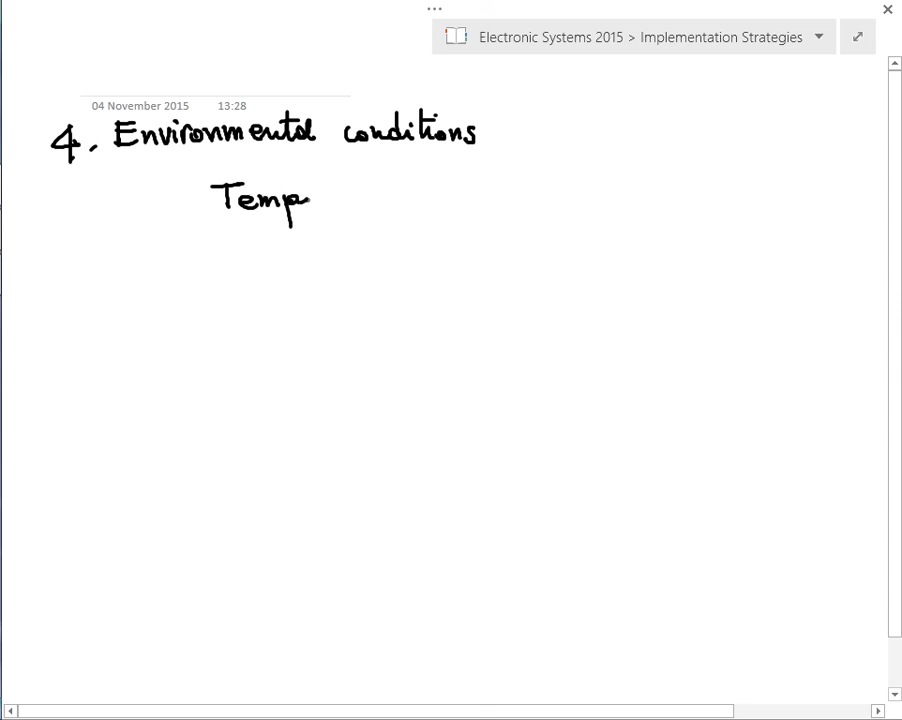 Electronic Systems 2015 > Implementation Strategies
04 November 2015 13:28
4. Environmental conditions
Temp